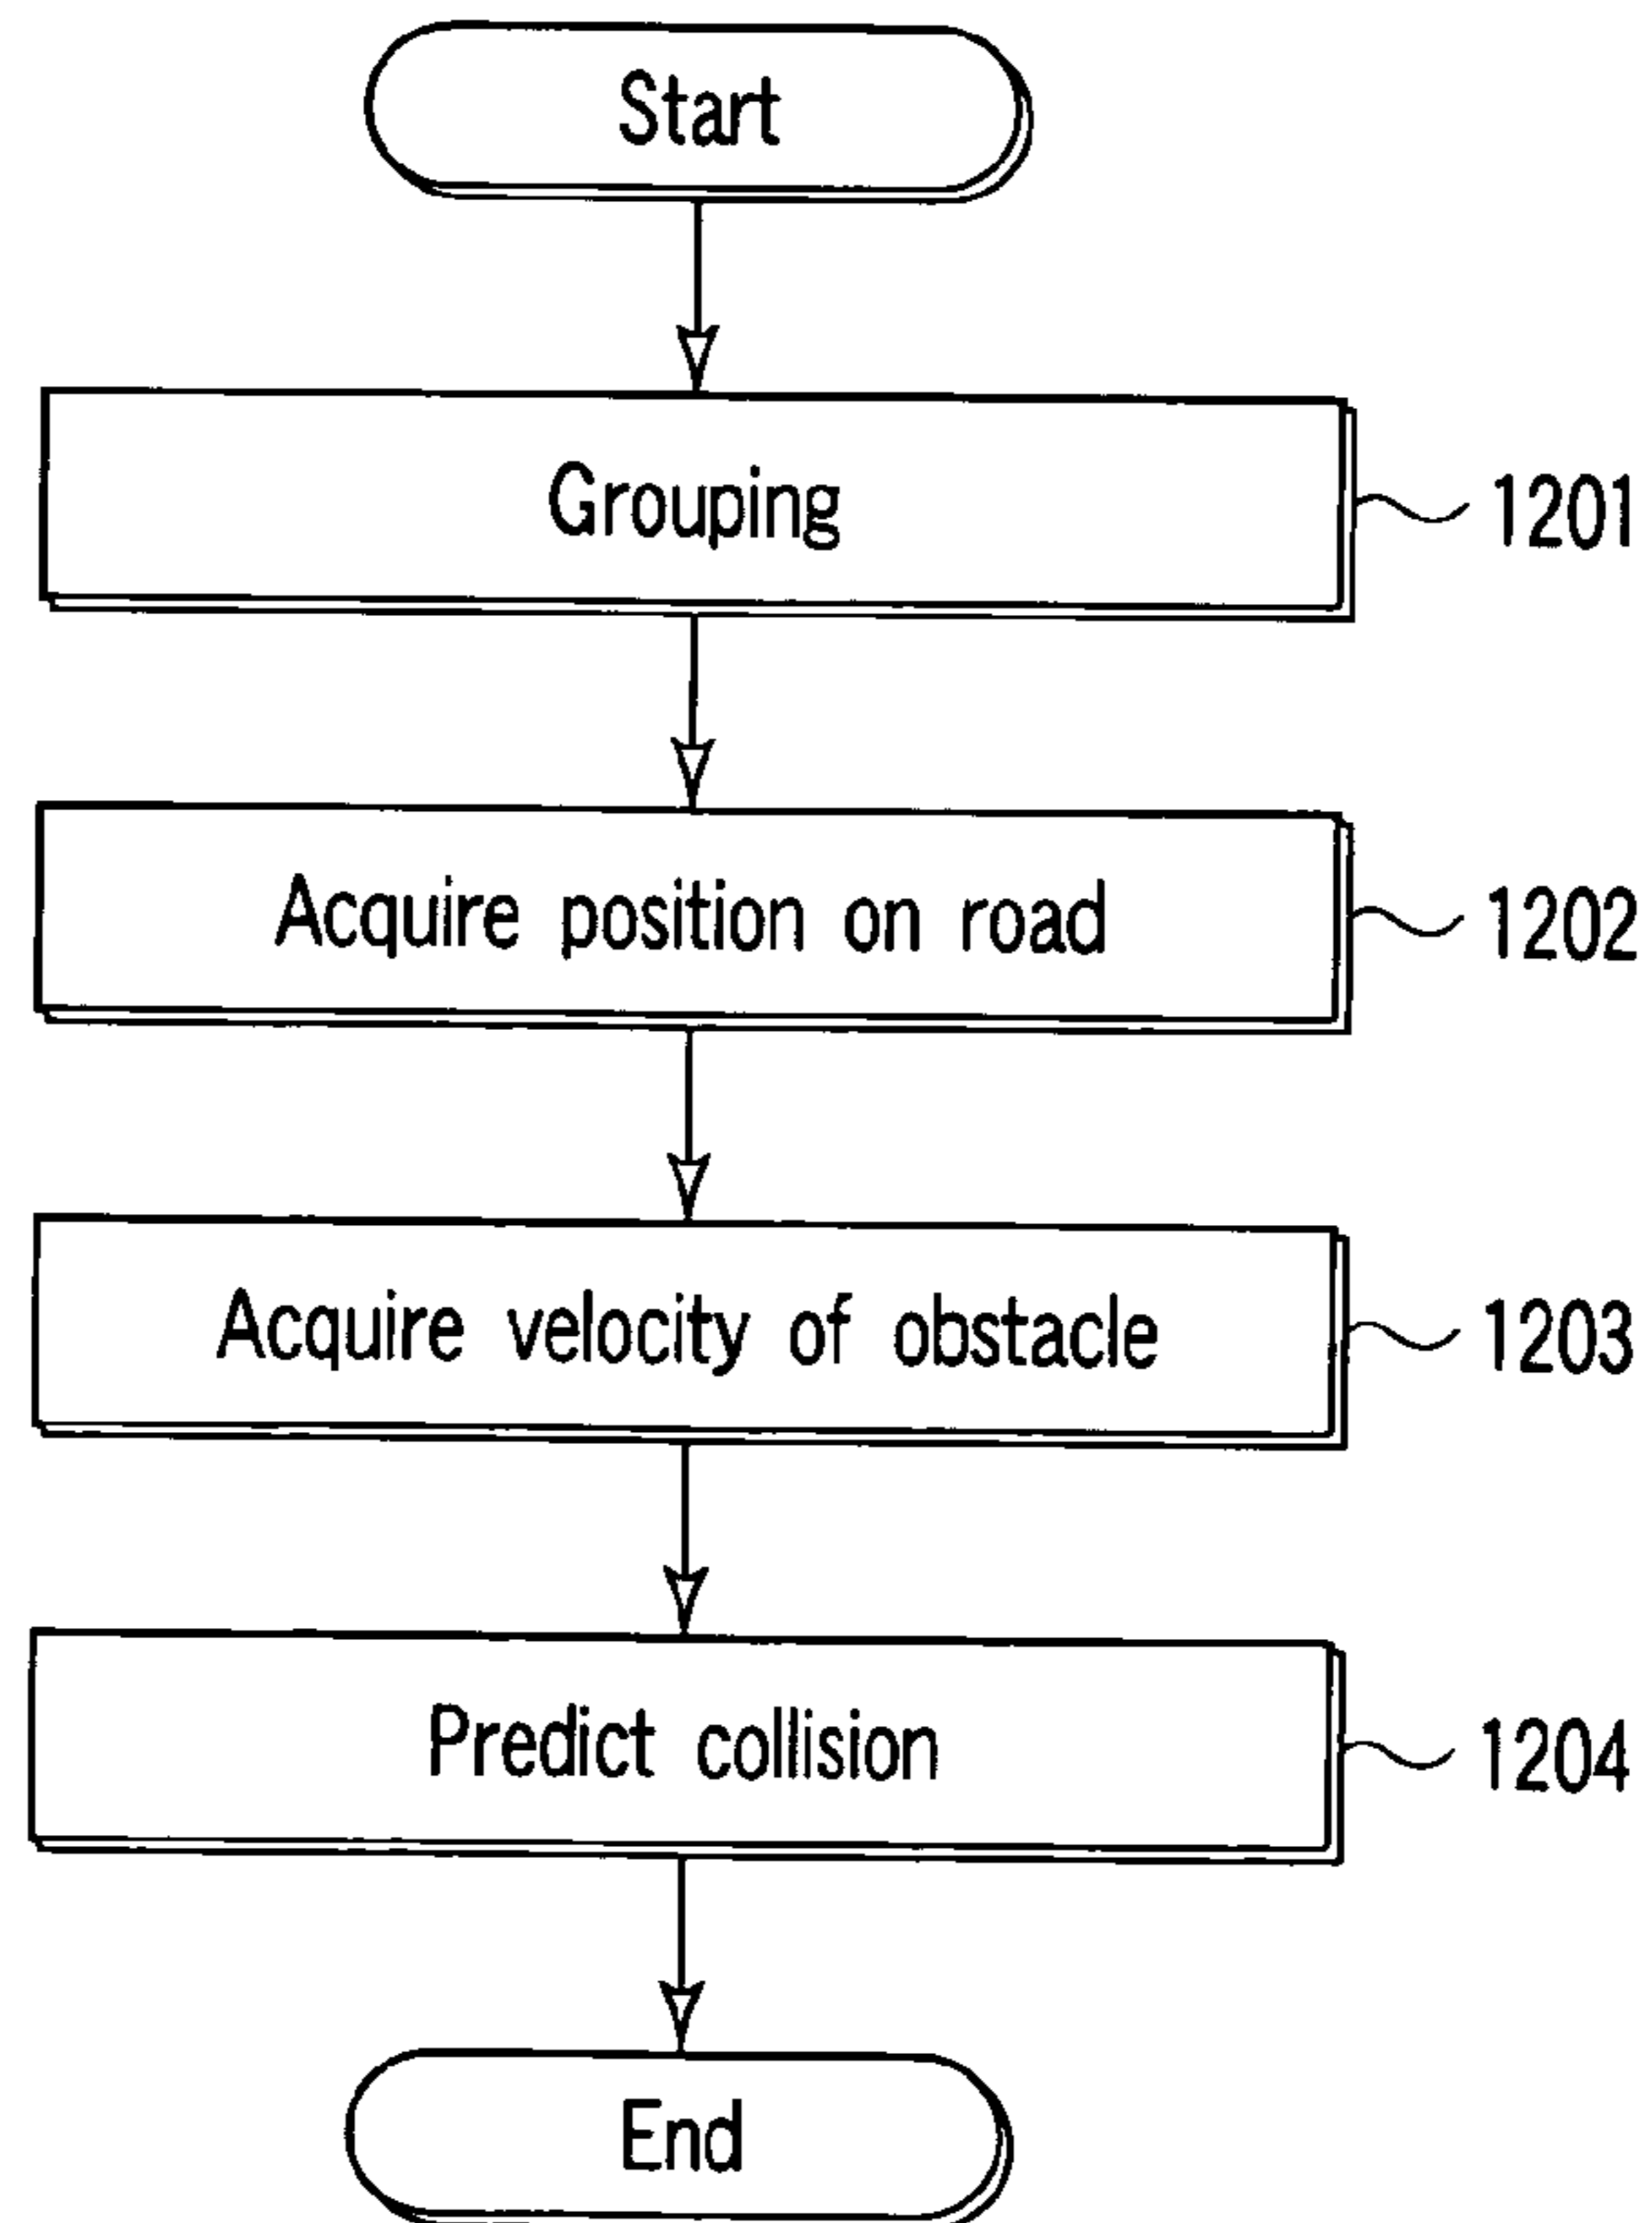 Start
Grouping
1201
Acquire position on road
1202
Acquire velocity of obstacle
1203
Predict collision
1204
End